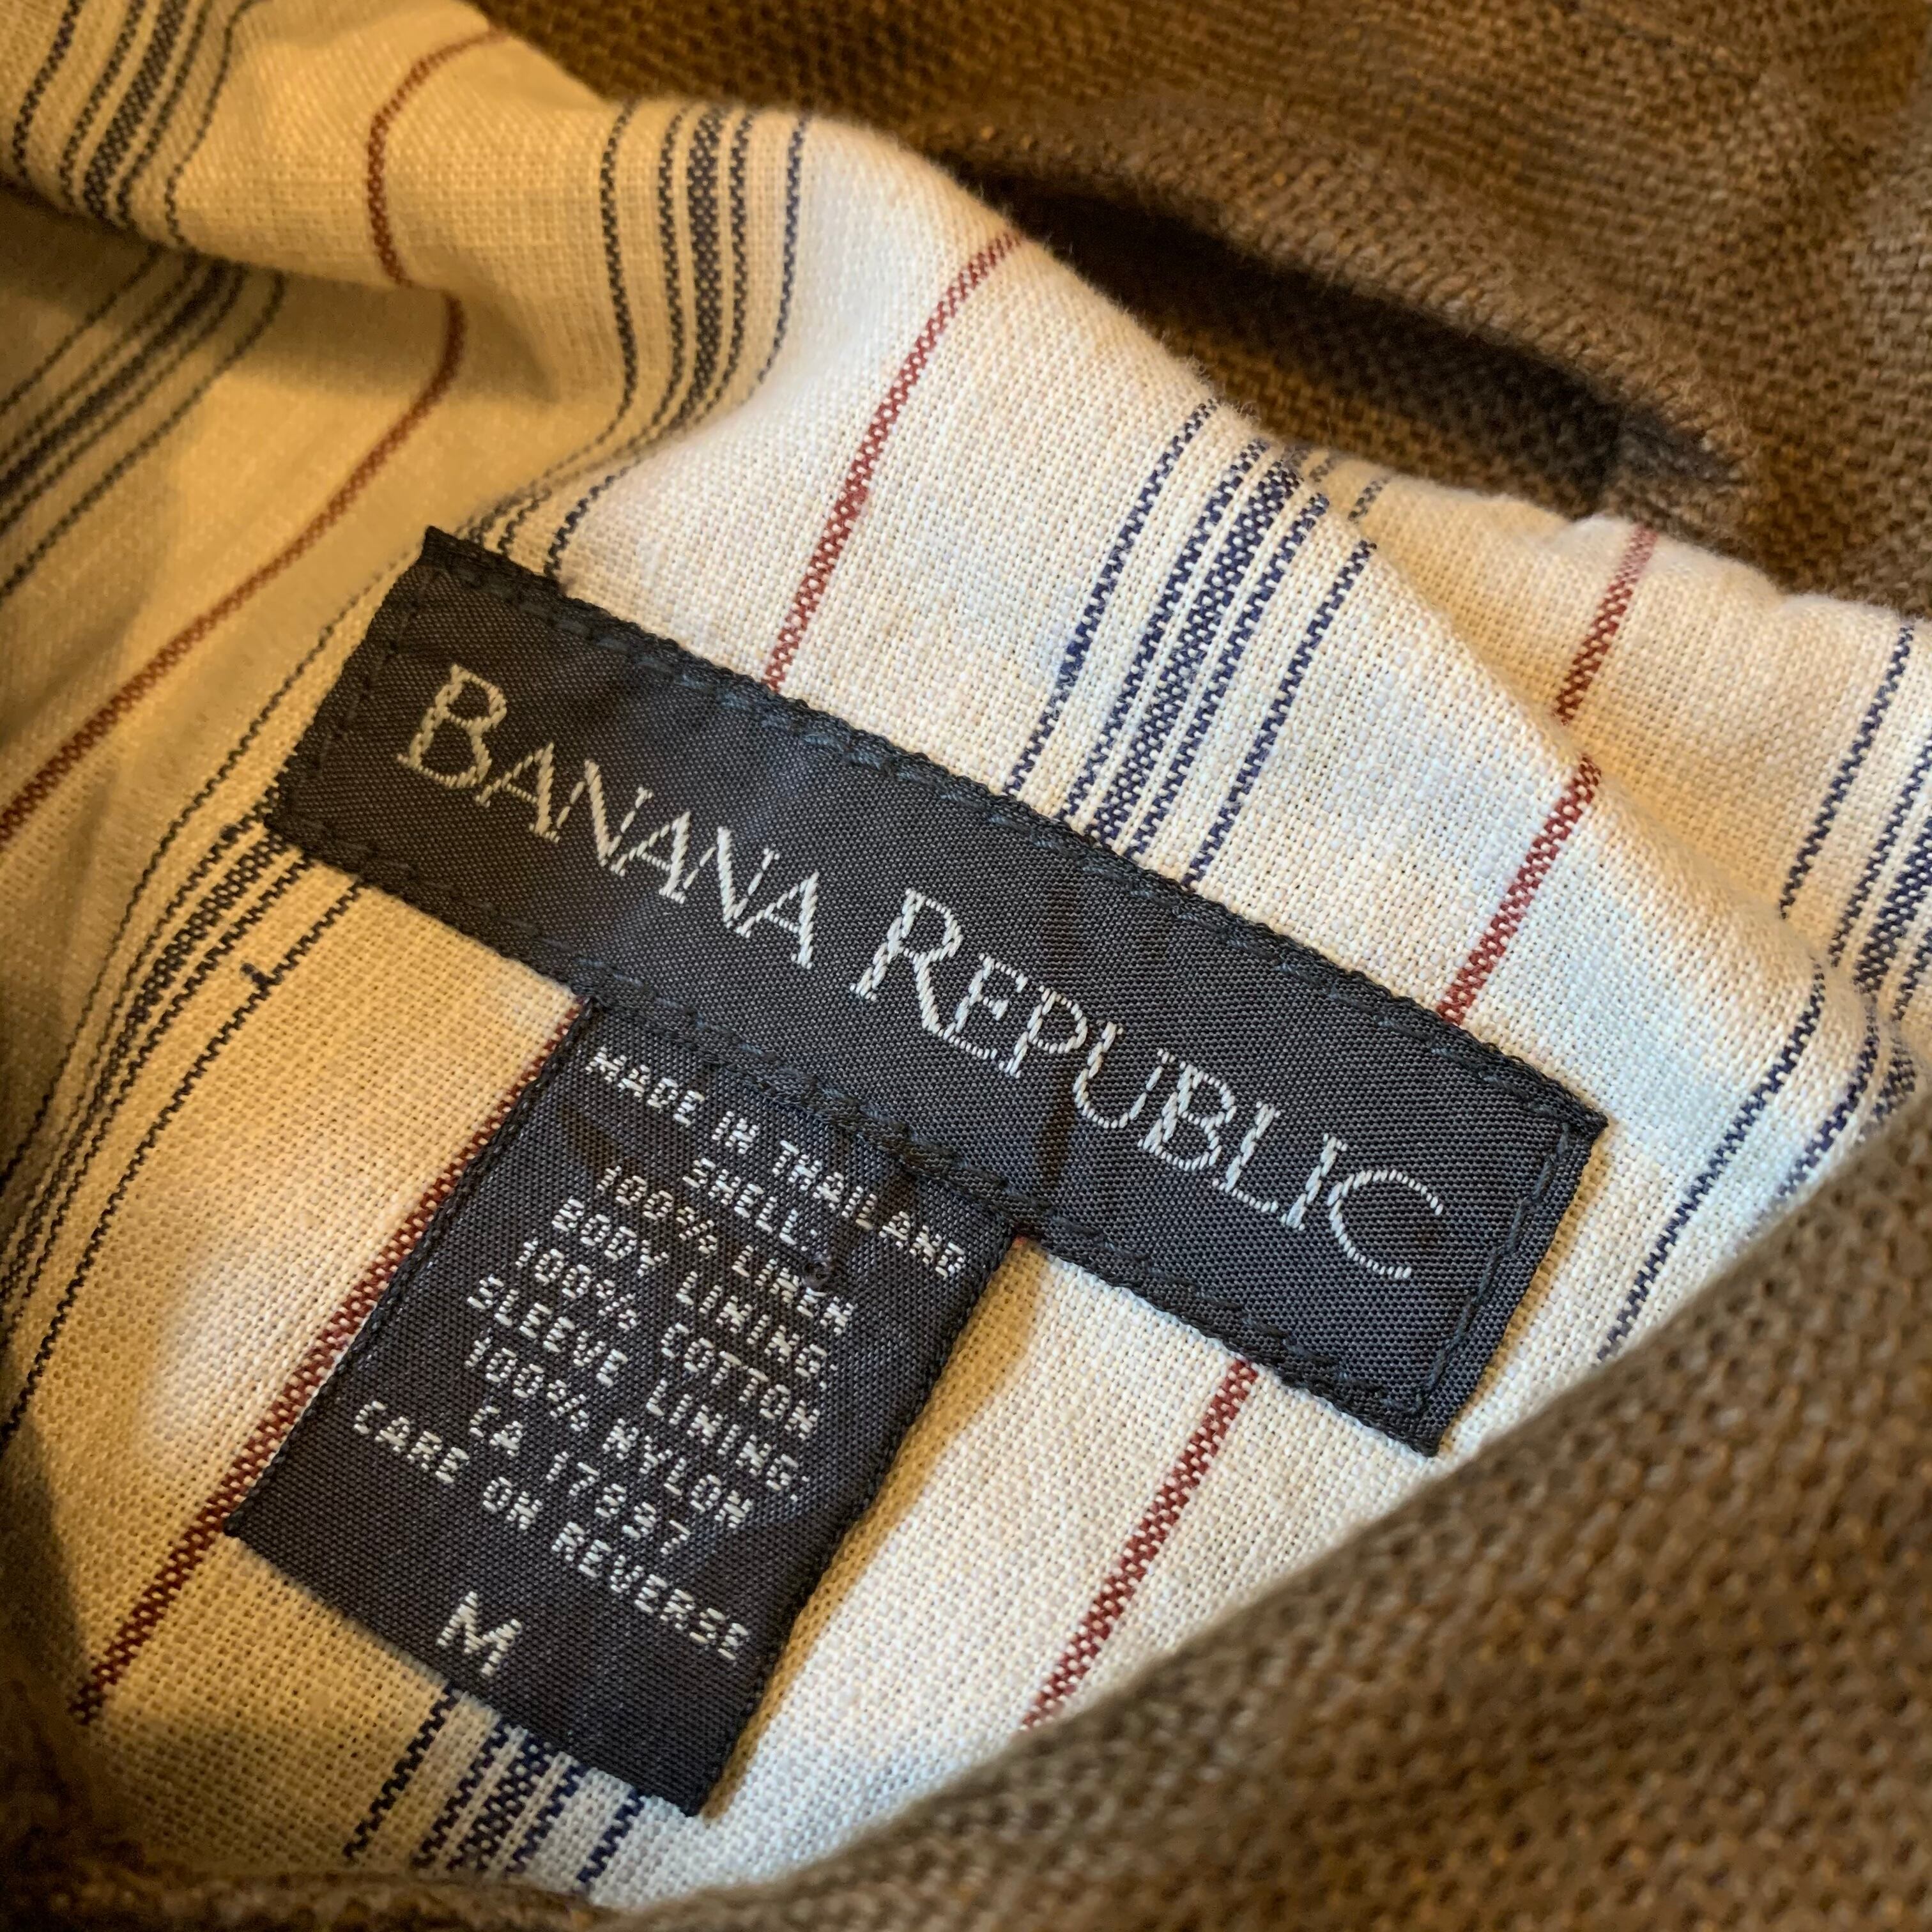 BANANA REPUBLIC
MADE IN THAILAND
SHELL:
100% LINEN
BODY LINING:
100% COTTON
SLEEVE LINING:
100% NYLON
CA 17897
CARE ON REVERSE
M